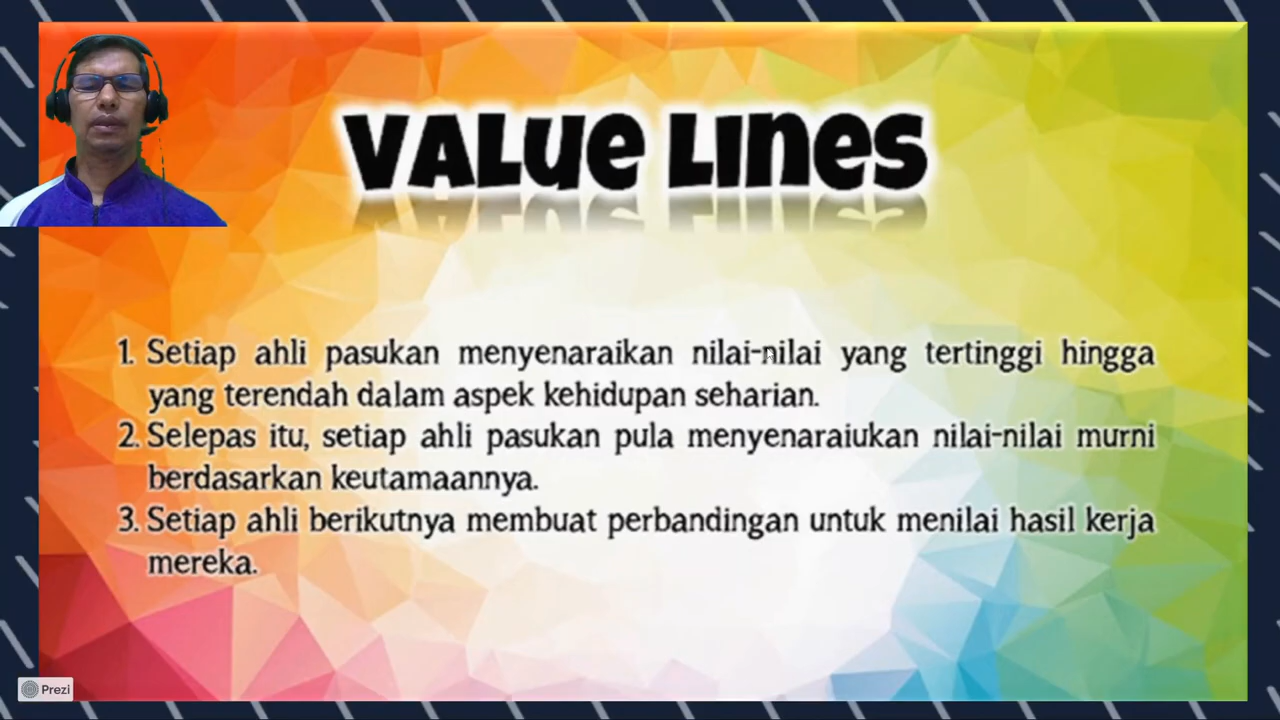 VALUE LINES
1. Setiap ahli pasukan menyenaraikan nilai-nilai yang tertinggi hingga
yang terendah dalam aspek kehidupan seharian.
2. Selepas itu, setiap ahli pasukan pula menyenaraiukan nilai-nilai murni
berdasarkan keutamaannya.
3. Setiap ahli berikutnya membuat perbandingan untuk menilai hasil kerja
mereka.
Prezi